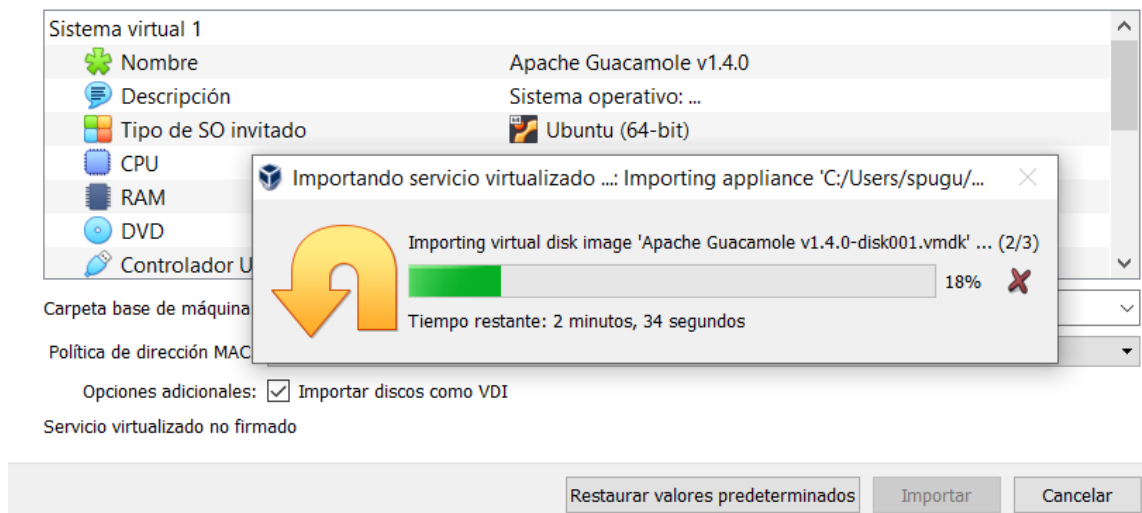 Sistema virtual 1
Nombre Apache Guacamole v1.4.0
Descripción Sistema operativo: ...
Tipo de SO invitado Ubuntu (64-bit)
CPU
RAM
DVD
Controlador U
Importando servicio virtualizado ...: Importing appliance 'C:/Users/spugu/...
Importing virtual disk image 'Apache Guacamole v1.4.0-disk001.vmdk' ... (2/3)
18%
Tiempo restante: 2 minutos, 34 segundos
Carpeta base de máquina
Política de dirección MAC
Opciones adicionales: Importar discos como VDI
Servicio virtualizado no firmado
Restaurar valores predeterminados Importar Cancelar